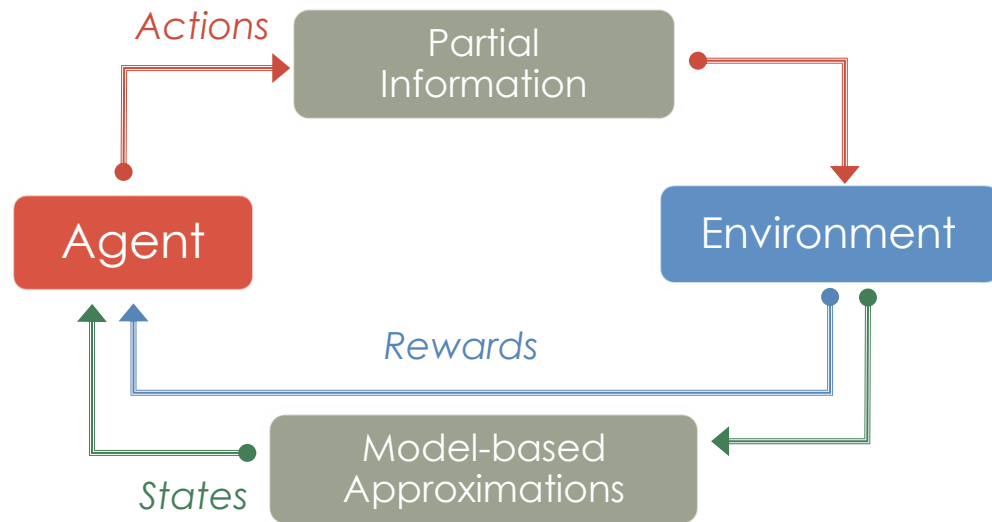 Actions
Partial
Information
Agent
Environment
Rewards
Model-based
Approximations
States